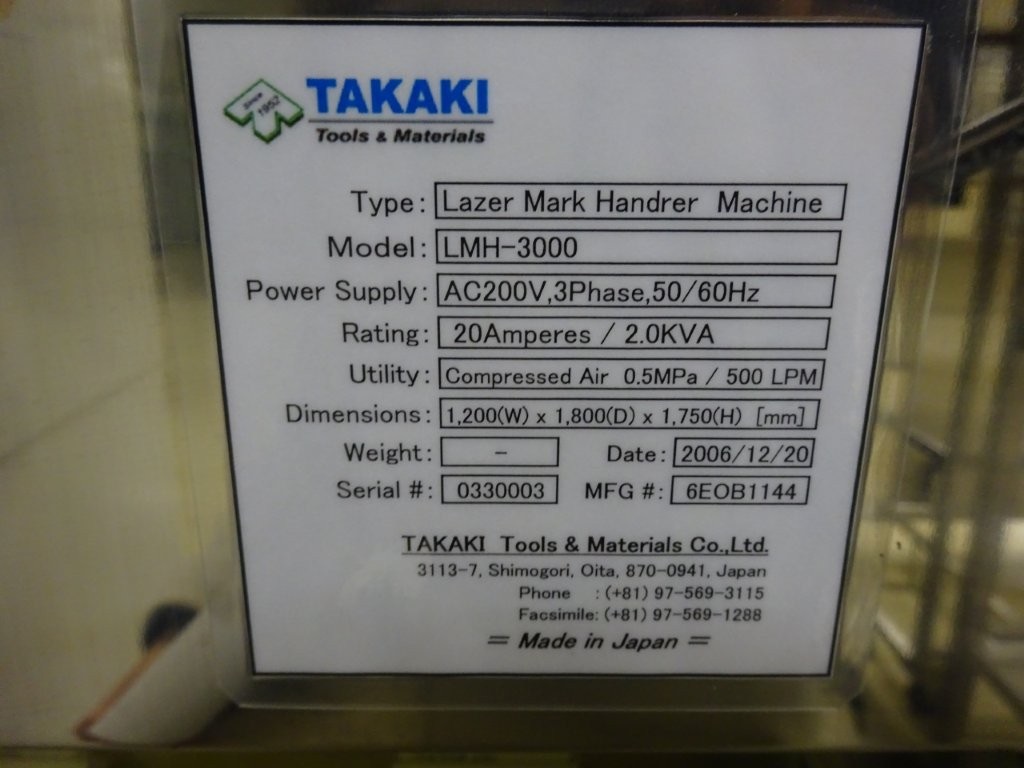 Since 1952
TAKAKI
Tools & Materials
Type: Lazer Mark Handrer Machine
Model: LMH-3000
Power Supply: AC200V,3Phase,50/60Hz
Rating: 20Amperes / 2.0KVA
Utility: Compressed Air 0.5MPa / 500 LPM
Dimensions: 1,200(W) x 1,800(D) x 1,750(H) [mm]
Weight: - Date: 2006/12/20
Serial #: 0330003 MFG #: 6EOB1144
TAKAKI Tools & Materials Co.,Ltd.
3113-7, Shimogori, Oita, 870-0941, Japan
Phone : (+81) 97-569-3115
Facsimile: (+81) 97-569-1288
= Made in Japan =